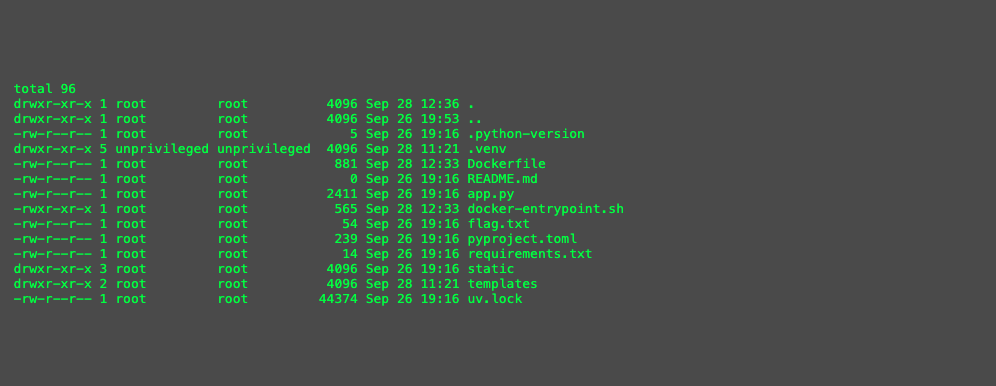 total 96
drwxr-xr-x 1 root         root          4096 Sep 28 12:36 .
drwxr-xr-x 1 root         root          4096 Sep 26 19:53 ..
-rw-r--r-- 1 root         root             5 Sep 26 19:16 .python-version
drwxr-xr-x 5 unprivileged unprivileged  4096 Sep 28 11:21 .venv
-rw-r--r-- 1 root         root           881 Sep 28 12:33 Dockerfile
-rw-r--r-- 1 root         root             0 Sep 26 19:16 README.md
-rw-r--r-- 1 root         root          2411 Sep 26 19:16 app.py
-rwxr-xr-x 1 root         root           565 Sep 28 12:33 docker-entrypoint.sh
-rw-r--r-- 1 root         root            54 Sep 26 19:16 flag.txt
-rw-r--r-- 1 root         root           239 Sep 26 19:16 pyproject.toml
-rw-r--r-- 1 root         root            14 Sep 26 19:16 requirements.txt
drwxr-xr-x 3 root         root          4096 Sep 26 19:16 static
drwxr-xr-x 2 root         root          4096 Sep 28 11:21 templates
-rw-r--r-- 1 root         root         44374 Sep 26 19:16 uv.lock